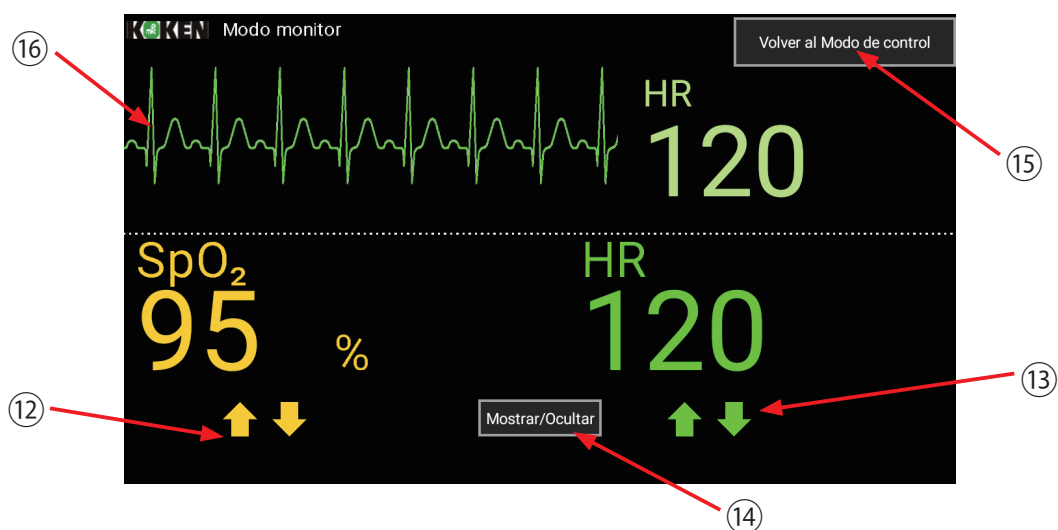 KOKEN Modo monitor
Volver al Modo de control
⑯
HR
120
⑮
SpO₂
95 %
HR
120
⑬
⑫
Mostrar/Ocultar
⑭